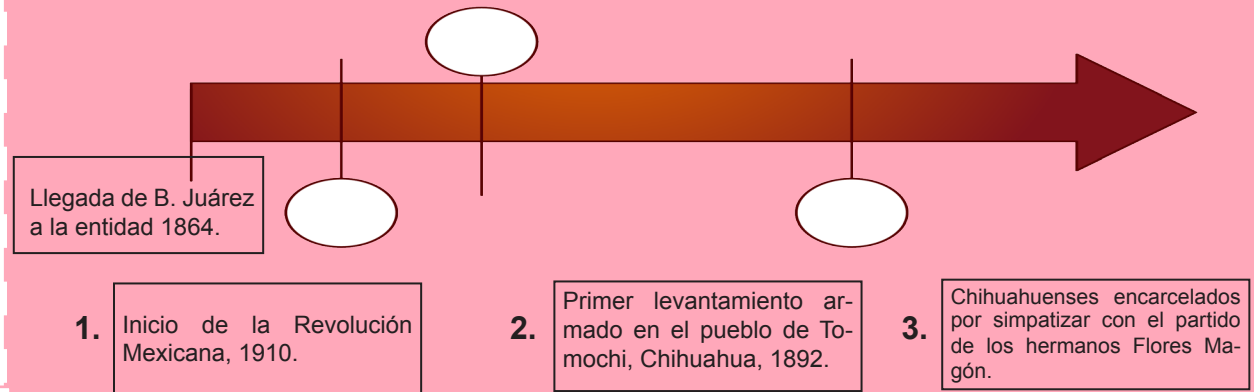 Llegada de B. Juárez
a la entidad 1864.
1.
Inicio de la Revolución
Mexicana, 1910.
2.
Primer levantamiento ar-
mado en el pueblo de To-
mochi, Chihuahua, 1892.
3.
Chihuahuenses encarcelados
por simpatizar con el partido
de los hermanos Flores Ma-
gón.